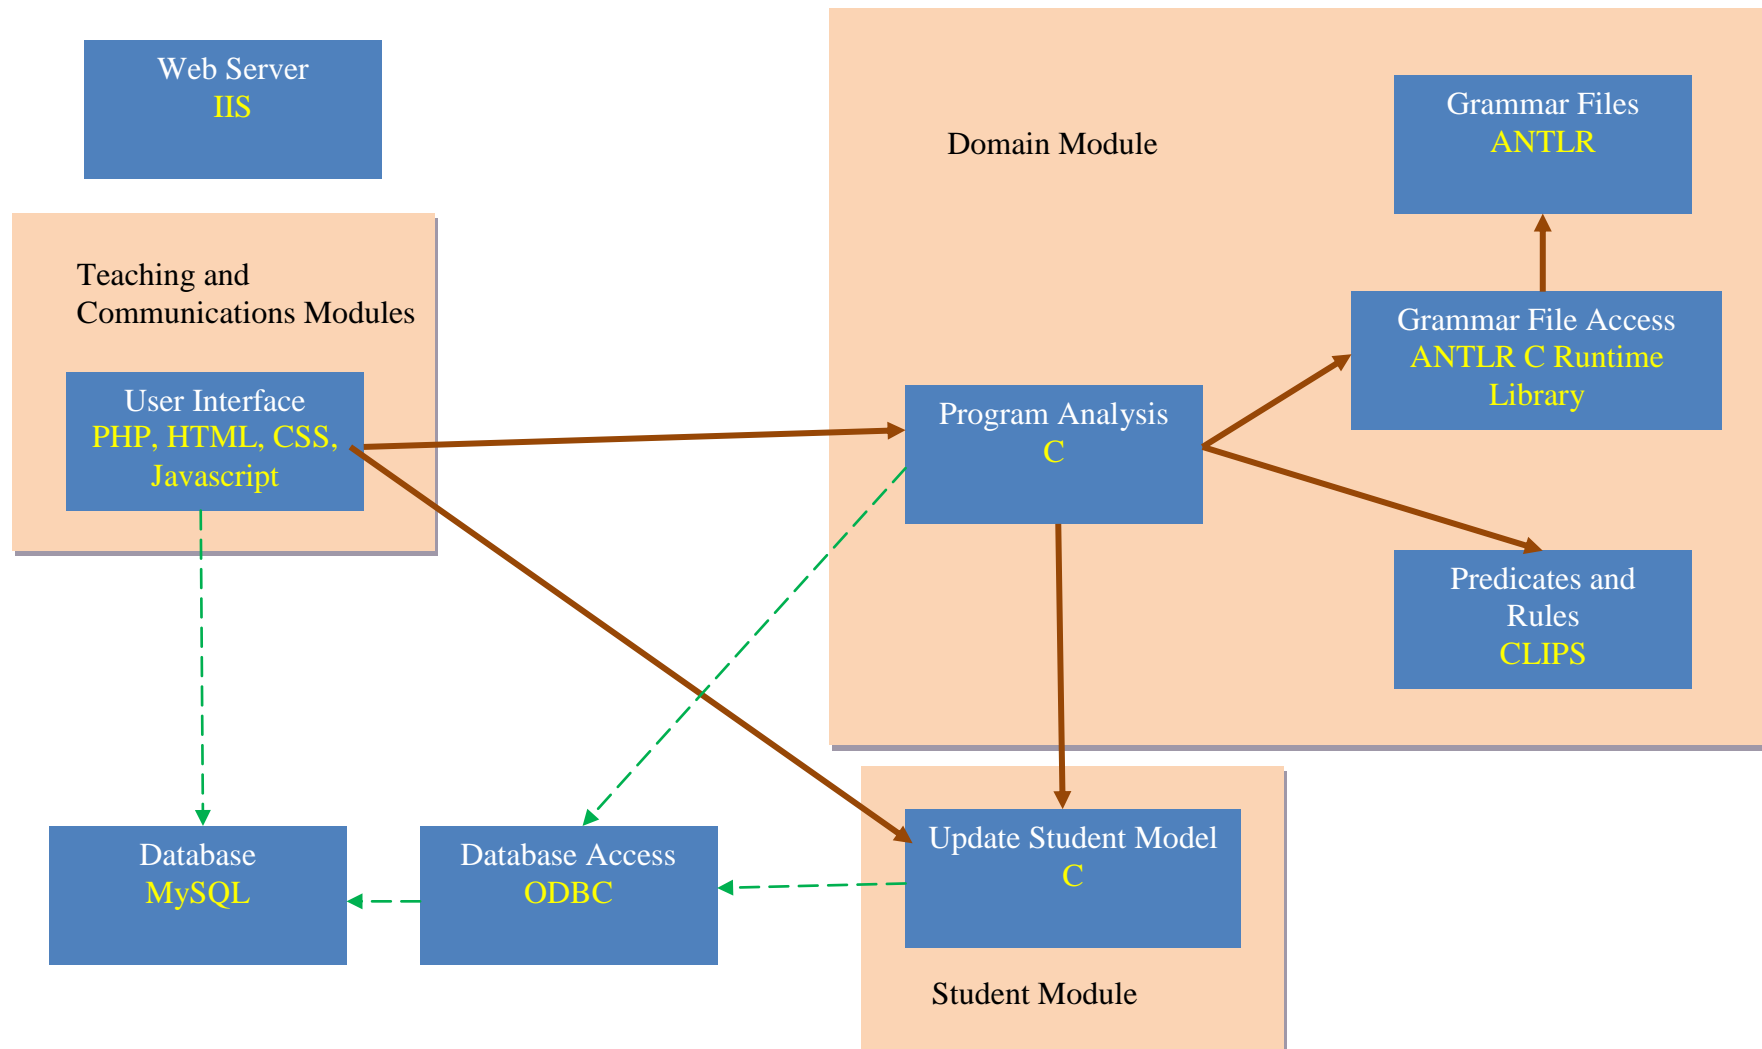 Web Server
IIS
Domain Module
Grammar Files
ANTLR
Teaching and
Communications Modules
User Interface
PHP, HTML, CSS,
Javascript
Program Analysis
C
Grammar File Access
ANTLR C Runtime
Library
Predicates and
Rules
CLIPS
Database
MySQL
Database Access
ODBC
Update Student Model
C
Student Module